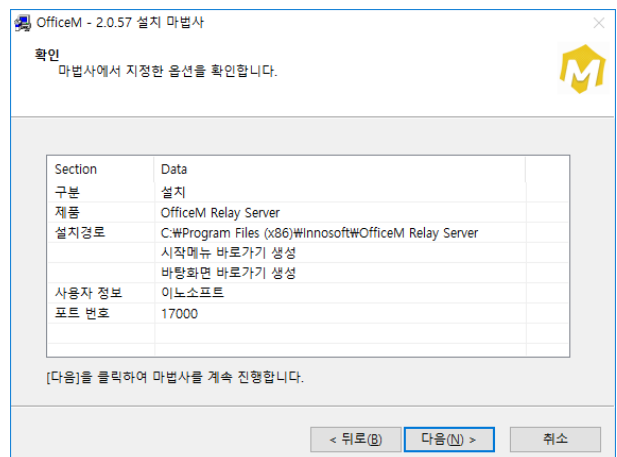 OfficeM - 2.0.57 설치 마법사
확인
마법사에서 지정한 옵션을 확인합니다.
M
Section Data
구분 설치
제품 OfficeM Relay Server
설치경로 C:₩Program Files (x86)₩Innosoft₩OfficeM Relay Server
시작메뉴 바로가기 생성
바탕화면 바로가기 생성
사용자 정보 이노소프트
포트 번호 17000
[다음]을 클릭하여 마법사를 계속 진행합니다.
< 뒤로(B) 다음(N) > 취소